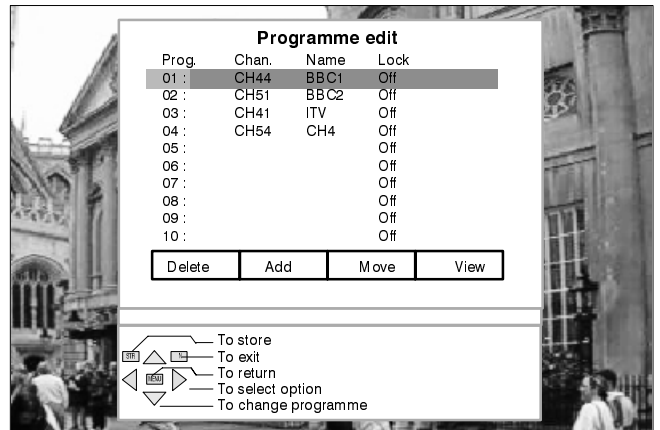 Programme edit
Prog. Chan. Name Lock
01 : CH44 BBC1 Off
02 : CH51 BBC2 Off
03 : CH41 ITV Off
04 : CH54 CH4 Off
05 : Off
06 : Off
07 : Off
08 : Off
09 : Off
10 : Off
Delete Add Move View
To store
STR To exit
MENU To return
To select option
To change programme